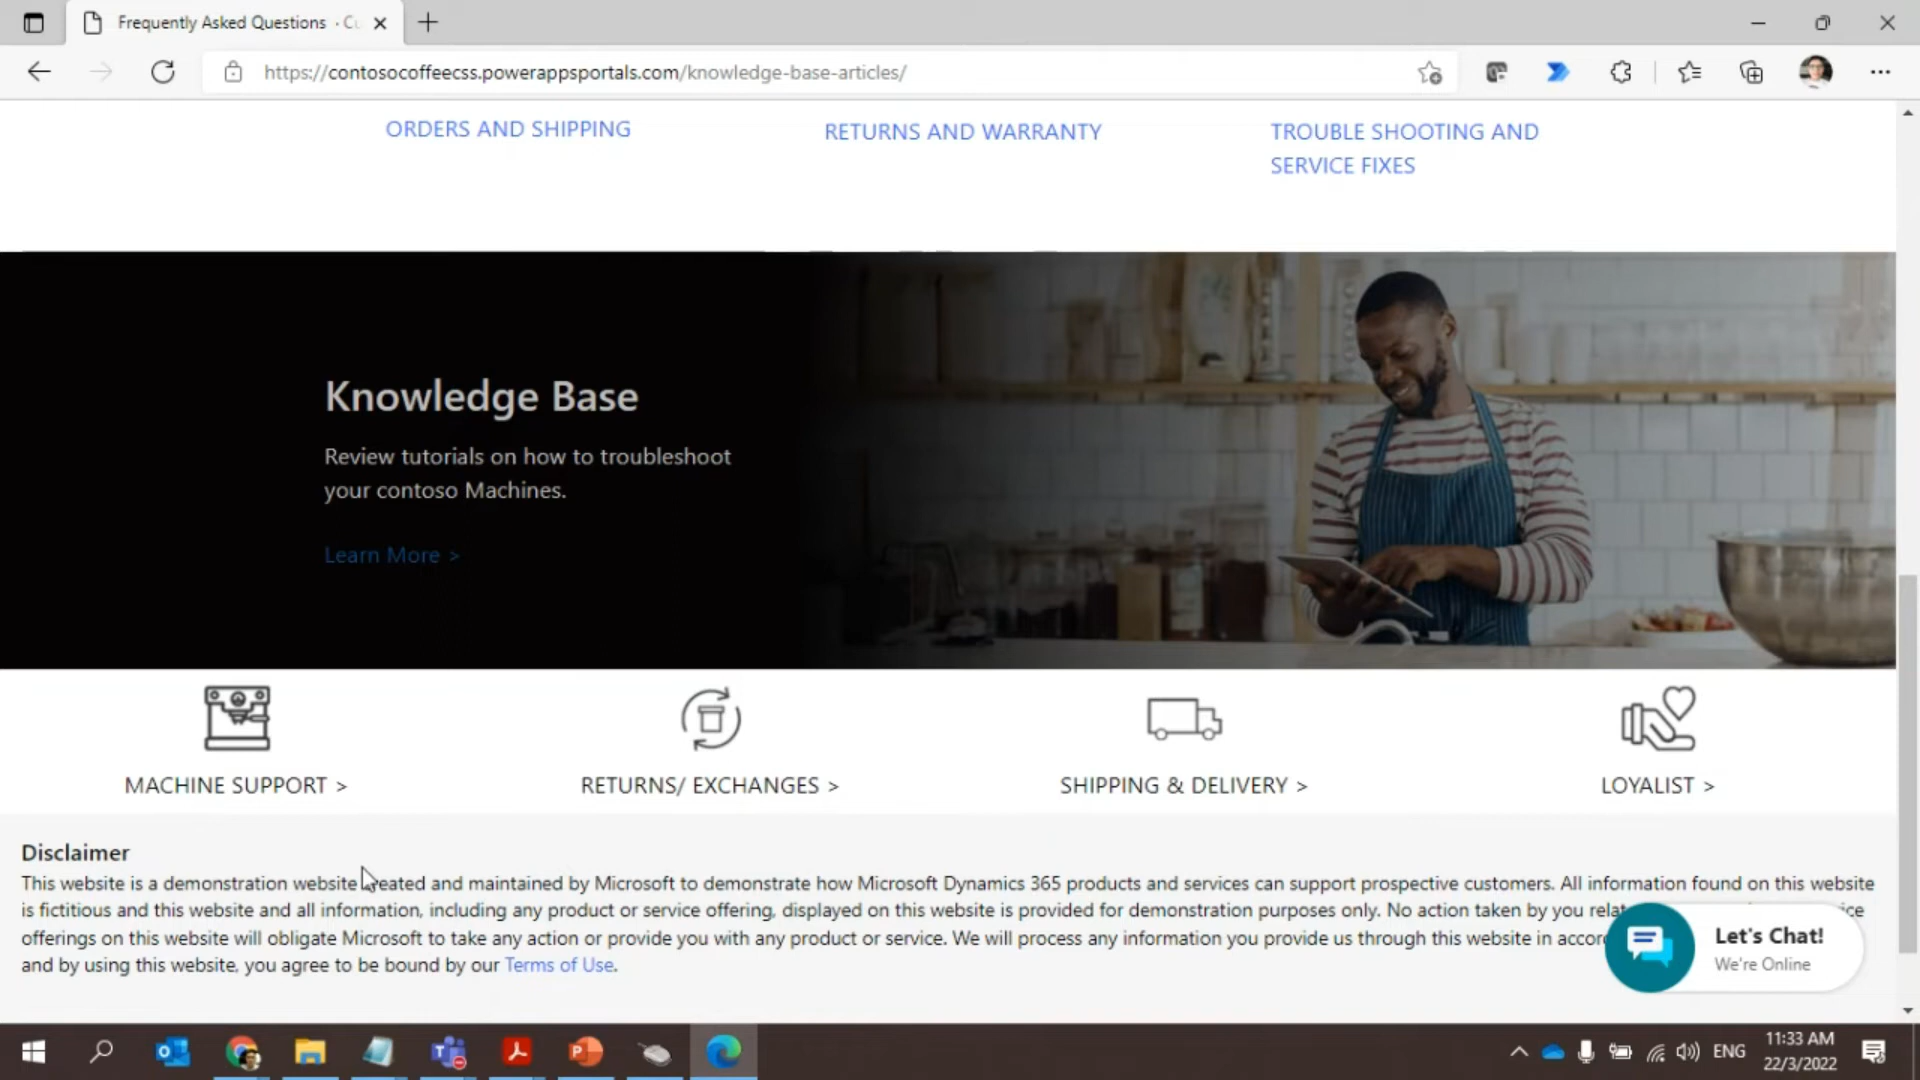 Frequently Asked Questions · Cu
https://contosocoffeecss.powerappsportals.com/knowledge-base-articles/
ORDERS AND SHIPPING
RETURNS AND WARRANTY
TROUBLE SHOOTING AND
SERVICE FIXES
Knowledge Base
Review tutorials on how to troubleshoot
your contoso Machines.
Learn More >
MACHINE SUPPORT >
RETURNS/ EXCHANGES >
SHIPPING & DELIVERY >
LOYALIST >
Disclaimer
This website is a demonstration website created and maintained by Microsoft to demonstrate how Microsoft Dynamics 365 products and services can support prospective customers. All information found on this website
is fictitious and this website and all information, including any product or service offering, displayed on this website is provided for demonstration purposes only. No action taken by you
offerings on this website will obligate Microsoft to take any action or provide you with any product or service. We will process any information you provide us through this website in
and by using this website, you agree to be bound by our Terms of Use.
Let's Chat!
We're Online
ENG
11:33 AM
22/3/2022